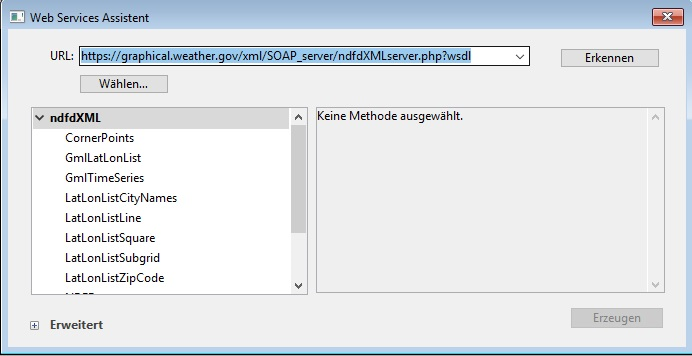 Web Services Assistent
URL: https://graphical.weather.gov/xml/SOAP_server/ndfdXMLserver.php?wsdl
Erkennen
Wählen...
ndfdXML
CornerPoints
GmlLatLonList
GmlTimeSeries
LatLonListCityNames
LatLonListLine
LatLonListSquare
LatLonListSubgrid
LatLonListZipCode
Keine Methode ausgewählt.
Erweitert
Erzeugen